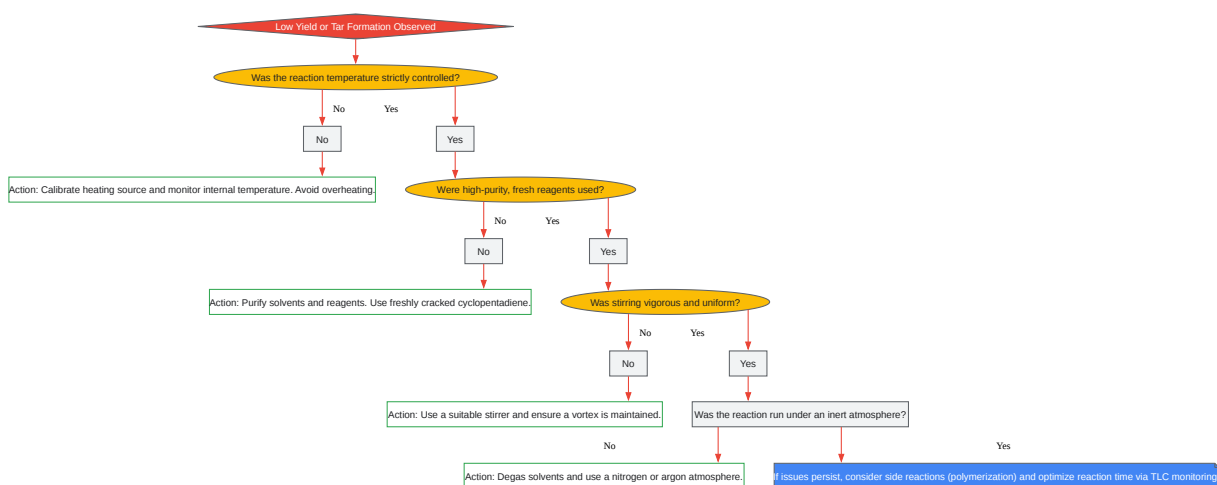 Low Yield or Tar Formation Observed
Was the reaction temperature strictly controlled?
No
Yes
No
Yes
Action: Calibrate heating source and monitor internal temperature. Avoid overheating.
Were high-purity, fresh reagents used?
No
Yes
No
Yes
Action: Purify solvents and reagents. Use freshly cracked cyclopentadiene.
Was stirring vigorous and uniform?
No
Yes
No
Yes
Action: Use a suitable stirrer and ensure a vortex is maintained.
Was the reaction run under an inert atmosphere?
No
Yes
Action: Degas solvents and use a nitrogen or argon atmosphere.
If issues persist, consider side reactions (polymerization) and optimize reaction time via TLC monitoring